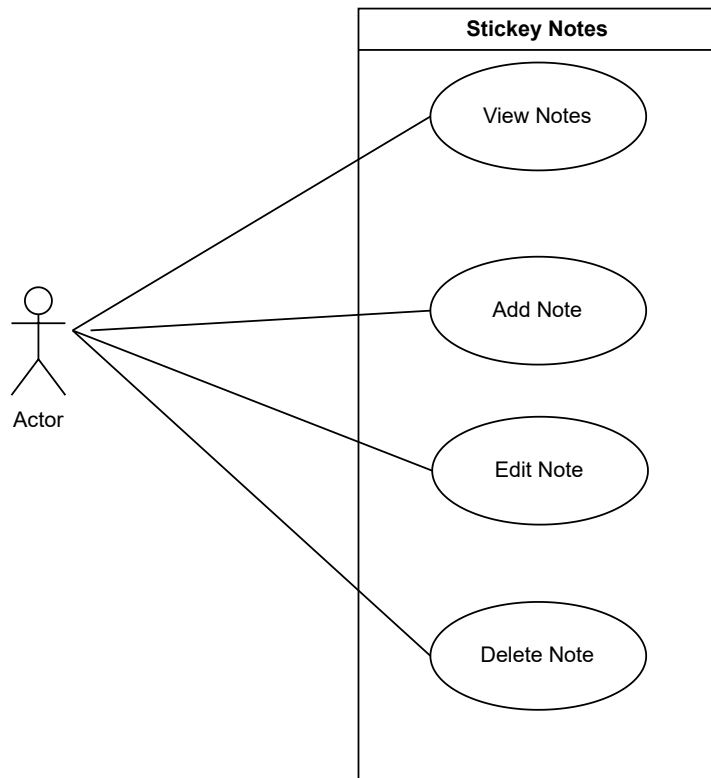 Stickey Notes
View Notes
Add Note
Actor
Edit Note
Delete Note